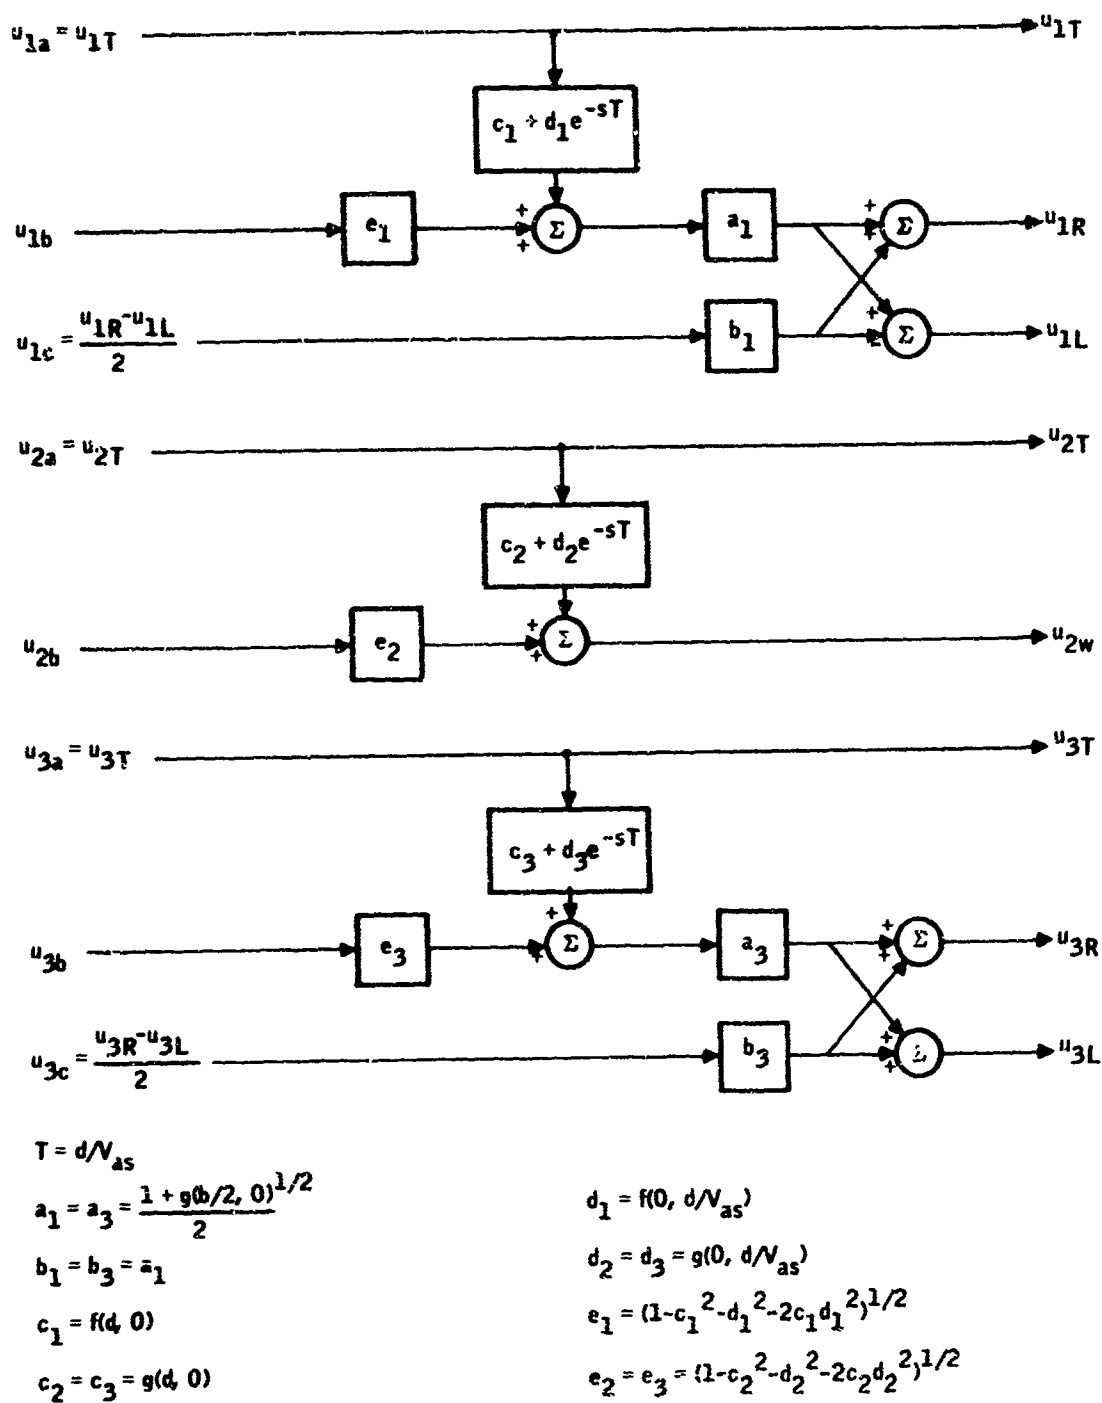 u1a = u1T u1T
c1 + d1e^-sT
u1b e1 + + Σ a1 + + Σ u1R
u1c = u1R-u1L / 2 b1 + - Σ u1L
u2a = u2T u2T
c2 + d2e^-sT
u2b e2 + + Σ u2w
u3a = u3T u3T
c3 + d3e^-sT
u3b e3 + + Σ a3 + + Σ u3R
u3c = u3R-u3L / 2 b3 + + Σ u3L
T = d/Vas
a1 = a3 = 1 + g(b/2, 0)^1/2 / 2
b1 = b3 = a1
c1 = f(d, 0)
c2 = c3 = g(d, 0)
d1 = f(0, d/Vas)
d2 = d3 = g(0, d/Vas)
e1 = (1-c1^2-d1^2-2c1d1^2)^1/2
e2 = e3 = (1-c2^2-d2^2-2c2d2^2)^1/2